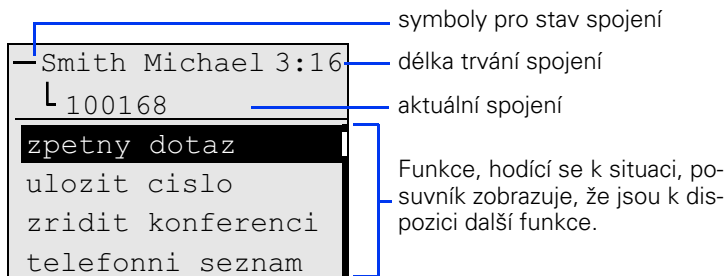 symboly pro stav spojení
Smith Michael 3:16
délka trvání spojení
100168
aktuální spojení
zpetny dotaz
ulozit cislo
zridit konferenci
telefonni seznam
Funkce, hodící se k situaci, po-
suvník zobrazuje, že jsou k dis-
pozici další funkce.